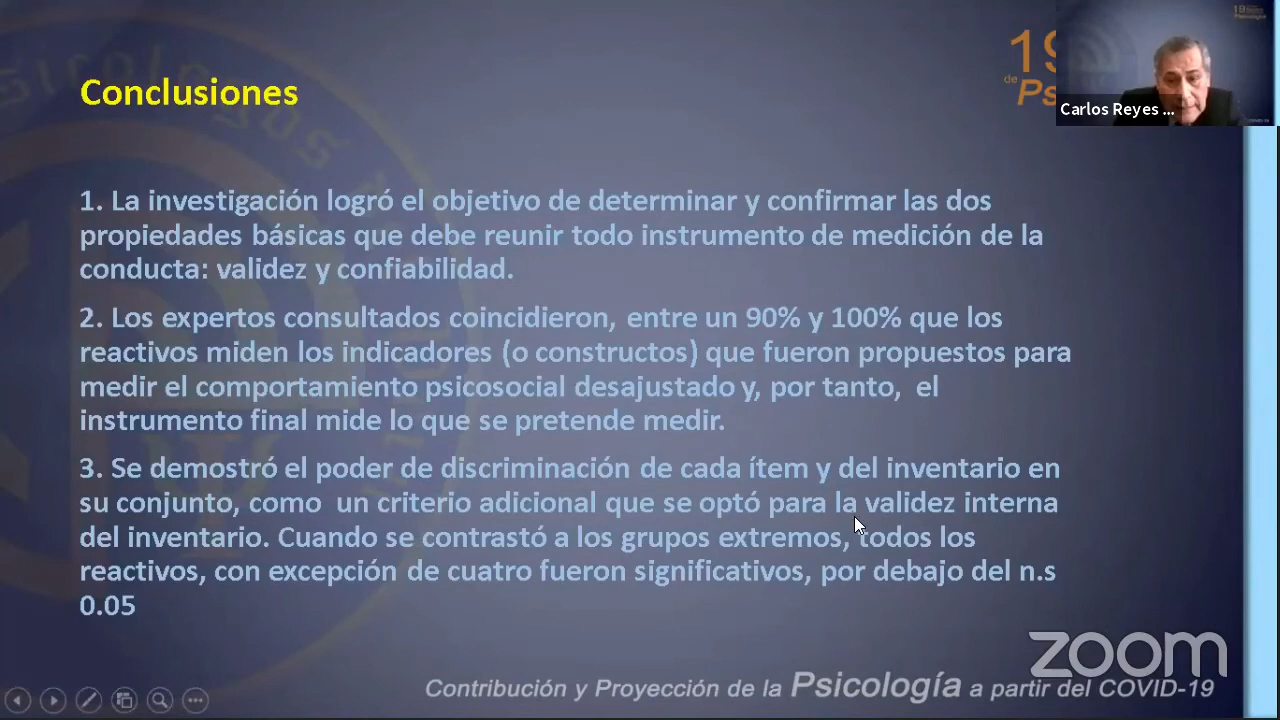 Conclusiones
19
de
Ps
19
Psicología
Carlos Reyes ...
1. La investigación logró el objetivo de determinar y confirmar las dos
propiedades básicas que debe reunir todo instrumento de medición de la
conducta: validez y confiabilidad.
2. Los expertos consultados coincidieron, entre un 90% y 100% que los
reactivos miden los indicadores (o constructos) que fueron propuestos para
medir el comportamiento psicosocial desajustado y, por tanto, el
instrumento final mide lo que se pretende medir.
3. Se demostró el poder de discriminación de cada ítem y del inventario en
su conjunto, como un criterio adicional que se optó para la validez interna
del inventario. Cuando se contrastó a los grupos extremos, todos los
reactivos, con excepción de cuatro fueron significativos, por debajo del n.s
0.05
zoom
Contribución y Proyección de la Psicología a partir del COVID-19